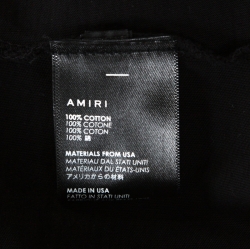 AMIRI
100% COTTON
100% COTONE
100% COTON
100% 綿
MATERIALS FROM USA
MATERIAU DAL STATI UNITI
MATÉRIAUX DU ÉTATS-UNIS
アメリカからの材料
MADE IN USA
FATTO IN STATI UNITI